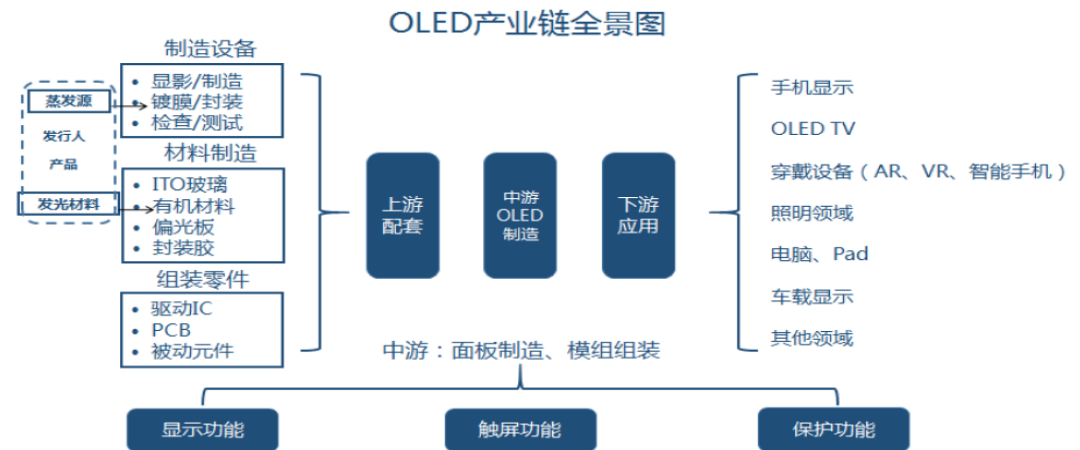 OLED产业链全景图
制造设备
• 显影/制造
• 镀膜/封装
• 检查/测试
蒸发源
发行人
产品
发光材料
材料制造
• ITO玻璃
• 有机材料
• 偏光板
• 封装胶
组装零件
• 驱动IC
• PCB
• 被动元件
上游
配套
中游
OLED
制造
下游
应用
手机显示
OLED TV
穿戴设备（AR、VR、智能手机）
照明领域
电脑、Pad
车载显示
其他领域
中游：面板制造、模组组装
显示功能
触屏功能
保护功能